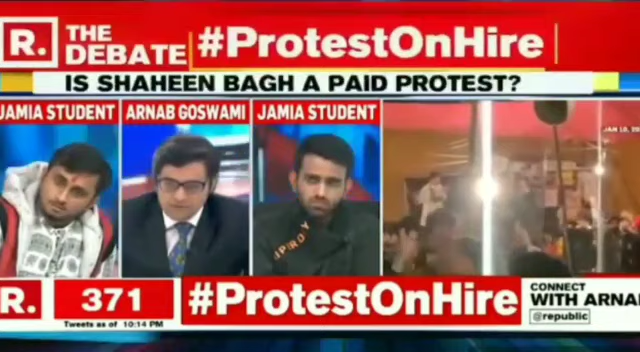 R. THE DEBATE #ProtestOnHire
IS SHAHEEN BAGH A PAID PROTEST?
JAMIA STUDENT ARNAB GOSWAMI JAMIA STUDENT
R. 371 #ProtestOnHire CONNECT
WITH ARNA
@republic
Tweets as of 10:14 PM